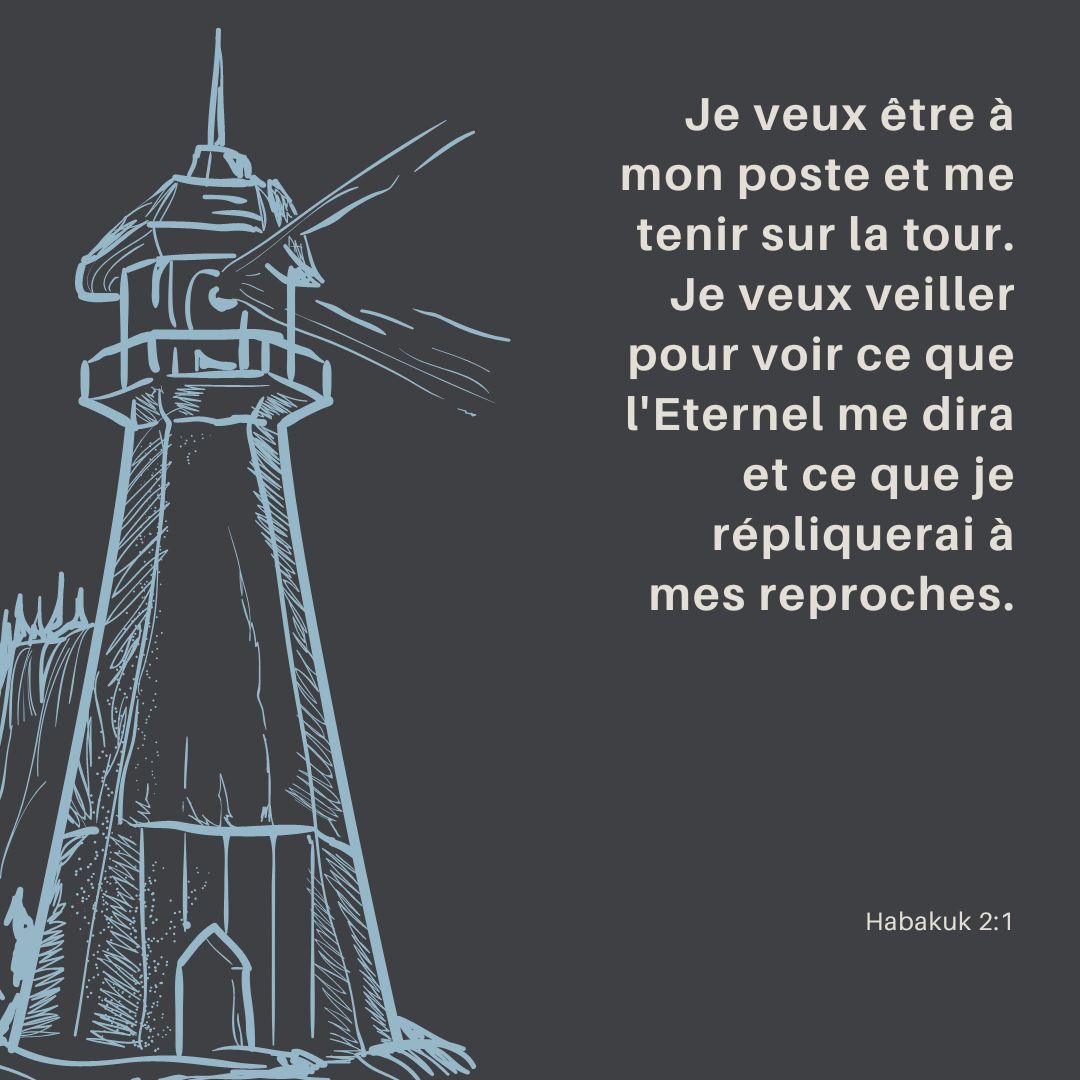 Je veux être à
mon poste et me
tenir sur la tour.
Je veux veiller
pour voir ce que
l'Eternel me dira
et ce que je
répliquerai à
mes reproches.
Habakuk 2:1